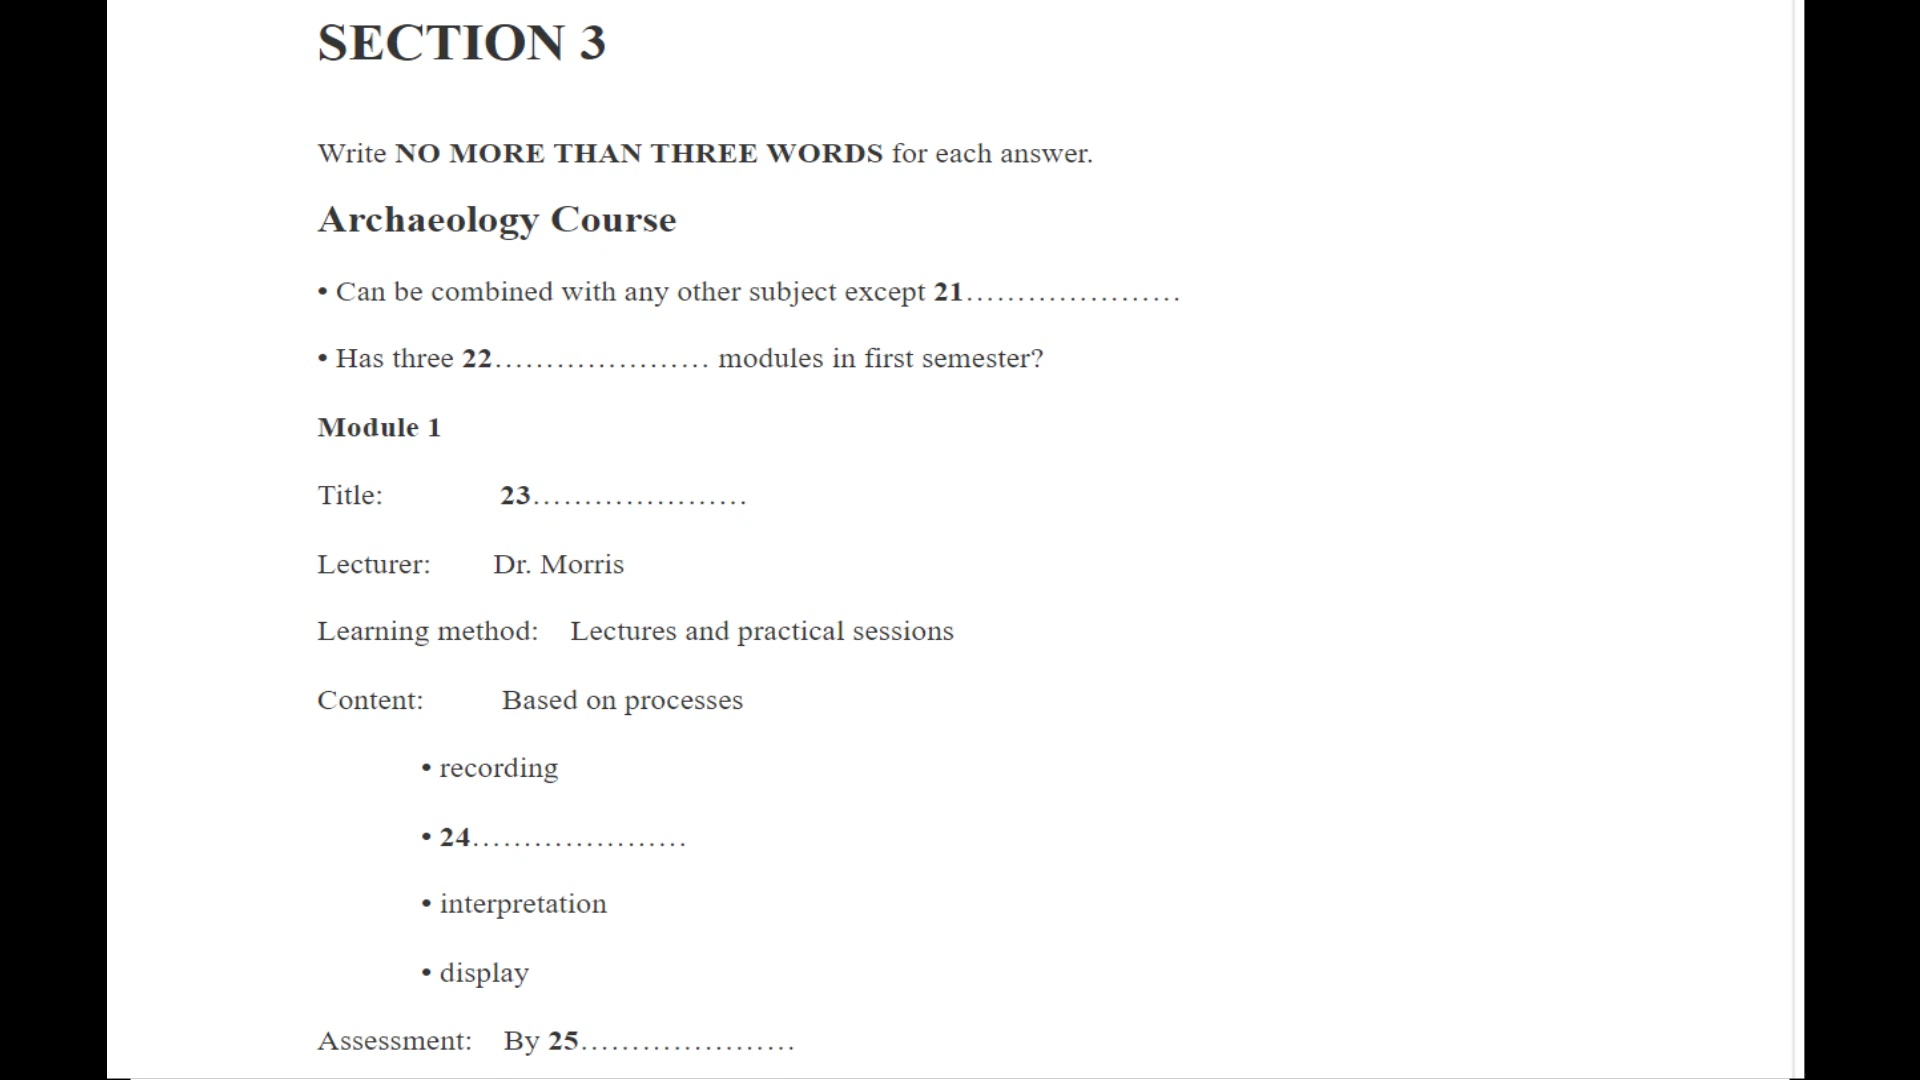 SECTION 3
Write NO MORE THAN THREE WORDS for each answer.
Archaeology Course
• Can be combined with any other subject except 21.....................
• Has three 22..................... modules in first semester?
Module 1
Title: 23.....................
Lecturer: Dr. Morris
Learning method: Lectures and practical sessions
Content: Based on processes
• recording
• 24.....................
• interpretation
• display
Assessment: By 25.....................